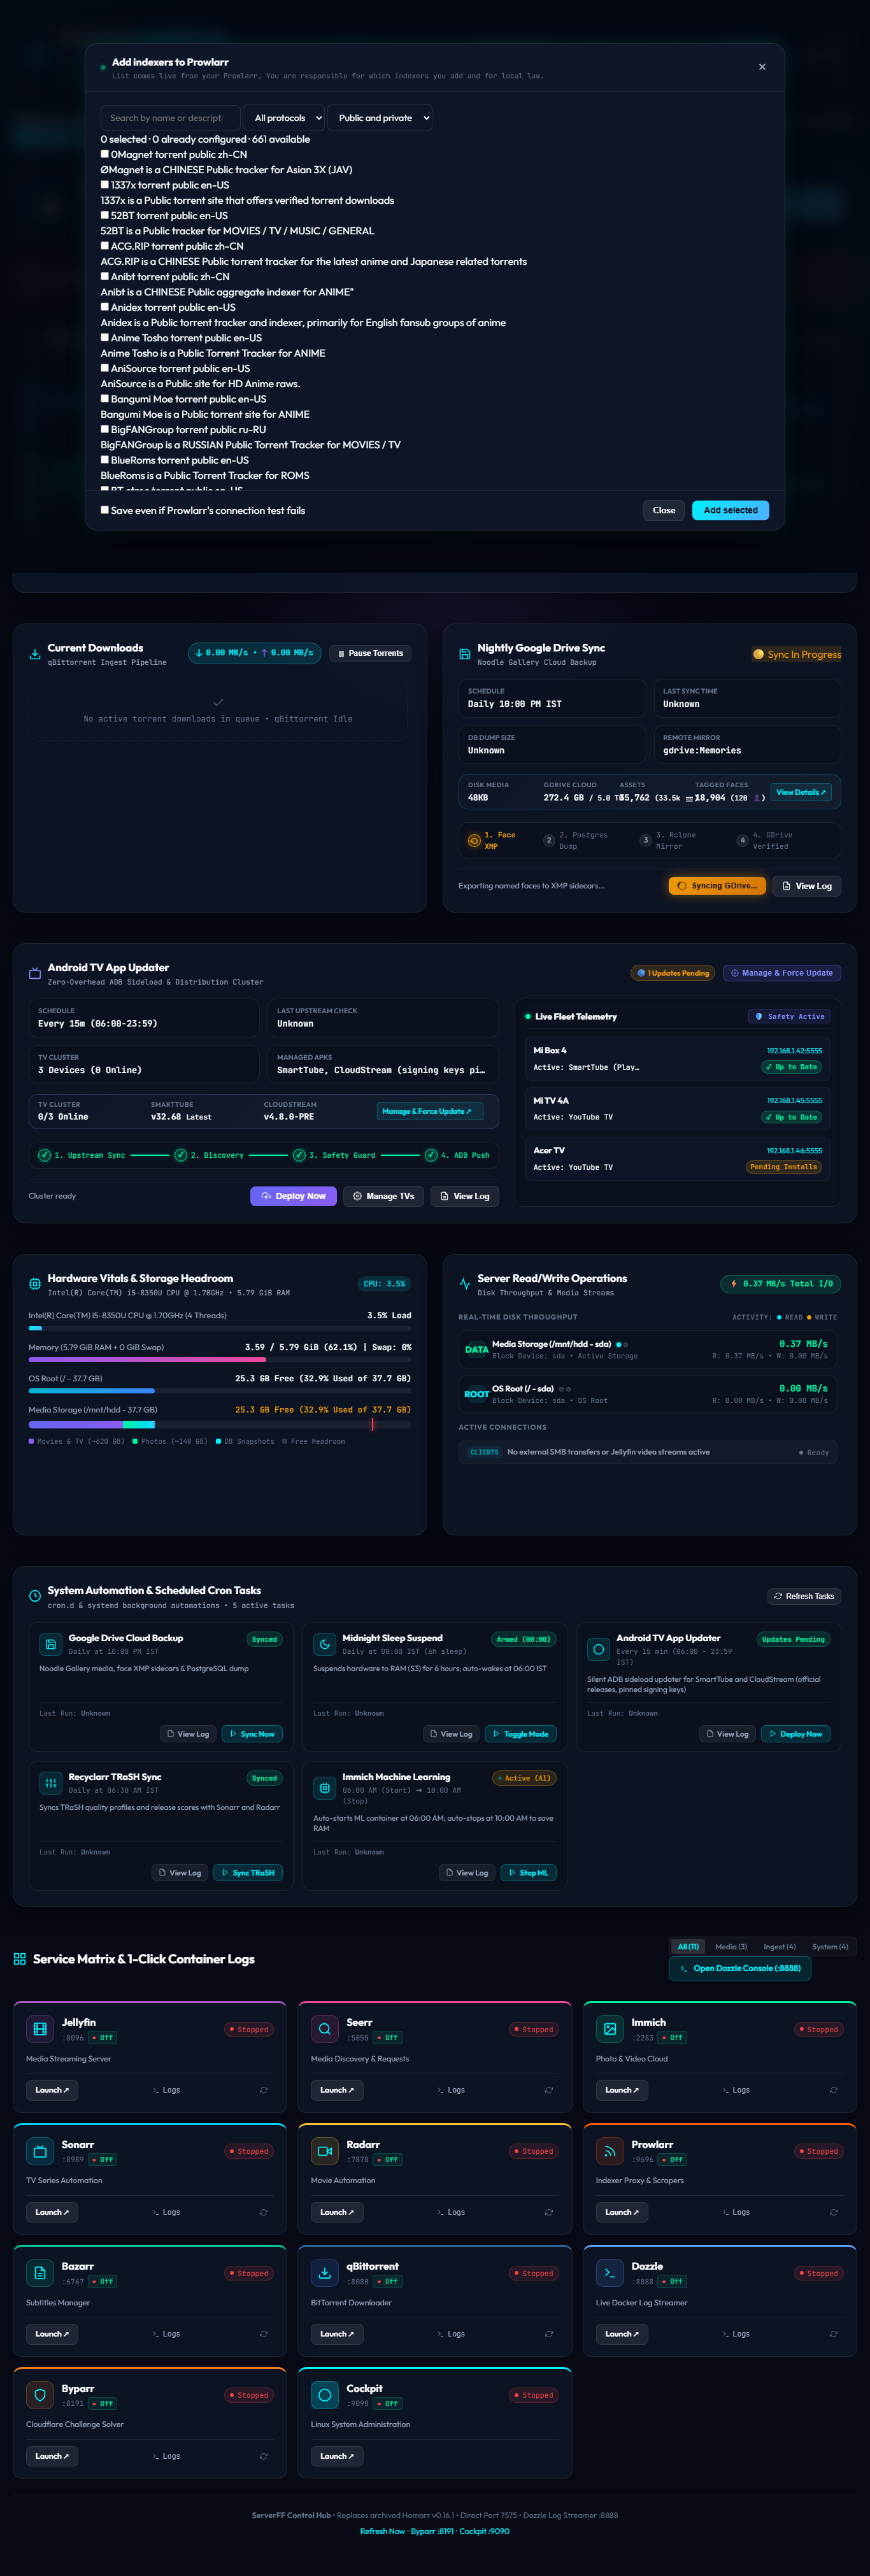 Add indexers to Prowlarr
List comes live from your Prowlarr. You are responsible for which indexers you add and for local law.
×
Search by name or descripti
All protocols
Public and private
0 selected · 0 already configured · 661 available
0Magnet torrent public zh-CN
ØMagnet is a CHINESE Public tracker for Asian 3X (JAV)
1337x torrent public en-US
1337x is a Public torrent site that offers verified torrent downloads
52BT torrent public en-US
52BT is a Public tracker for MOVIES / TV / MUSIC / GENERAL
ACG.RIP torrent public zh-CN
ACG.RIP is a CHINESE Public torrent tracker for the latest anime and Japanese related torrents
Anibt torrent public zh-CN
Anibt is a CHINESE Public aggregate indexer for ANIME"
Anidex torrent public en-US
Anidex is a Public torrent tracker and indexer, primarily for English fansub groups of anime
Anime Tosho torrent public en-US
Anime Tosho is a Public Torrent Tracker for ANIME
AniSource torrent public en-US
AniSource is a Public site for HD Anime raws.
Bangumi Moe torrent public en-US
Bangumi Moe is a Public torrent site for ANIME
BigFANGroup torrent public ru-RU
BigFANGroup is a RUSSIAN Public Torrent Tracker for MOVIES / TV
BlueRoms torrent public en-US
BlueRoms is a Public Torrent Tracker for ROMS
Save even if Prowlarr's connection test fails
Close
Add selected
Current Downloads
qBittorrent Ingest Pipeline
↓ 0.00 MB/s • ↑ 0.00 MB/s
Pause Torrents
No active torrent downloads in queue • qBittorrent Idle
Nightly Google Drive Sync
Noodle Gallery Cloud Backup
Sync In Progress
SCHEDULE
Daily 10:00 PM IST
LAST SYNC TIME
Unknown
DB DUMP SIZE
Unknown
REMOTE MIRROR
gdrive:Memories
DISK MEDIA
48KB
GDRIVE CLOUD
272.4 GB / 5.0 T
ASSETS
35,762 (33.5k
TAGGED FACES
18,904 (120 )
View Details ↗
1. Face XMP
2 2. Postgres Dump
3 3. Rclone Mirror
4 4. GDrive Verified
Exporting named faces to XMP sidecars...
Syncing GDrive...
View Log
Android TV App Updater
Zero-Overhead ADB Sideload & Distribution Cluster
1 Updates Pending
Manage & Force Update
SCHEDULE
Every 15m (06:00-23:59)
LAST UPSTREAM CHECK
Unknown
TV CLUSTER
3 Devices (0 Online)
MANAGED APKS
SmartTube, CloudStream (signing keys pi…
TV CLUSTER
0/3 Online
SMARTTUBE
v32.68 Latest
CLOUDSTREAM
v4.8.0-PRE
Manage & Force Update ↗
✓ 1. Upstream Sync
✓ 2. Discovery
✓ 3. Safety Guard
✓ 4. ADB Push
Cluster ready
Deploy Now
Manage TVs
View Log
Live Fleet Telemetry
Safety Active
Mi Box 4
192.168.1.42:5555
Active: SmartTube (Play…
✓ Up to Date
Mi TV 4A
192.168.1.45:5555
Active: YouTube TV
✓ Up to Date
Acer TV
192.168.1.46:5555
Active: YouTube TV
Pending Installs
Hardware Vitals & Storage Headroom
Intel(R) Core(TM) i5-8350U CPU @ 1.70GHz • 5.79 GiB RAM
CPU: 3.5%
Intel(R) Core(TM) i5-8350U CPU @ 1.70GHz (4 Threads)
3.5% Load
Memory (5.79 GiB RAM + 0 GiB Swap)
3.59 / 5.79 GiB (62.1%) | Swap: 0%
OS Root (/ - 37.7 GB)
25.3 GB Free (32.9% Used of 37.7 GB)
Media Storage (/mnt/hdd - 37.7 GB)
25.3 GB Free (32.9% Used of 37.7 GB)
Movies & TV (~620 GB)
Photos (~140 GB)
DB Snapshots
Free Headroom
Server Read/Write Operations
Disk Throughput & Media Streams
0.37 MB/s Total I/O
REAL-TIME DISK THROUGHPUT
ACTIVITY: READ WRITE
DATA
Media Storage (/mnt/hdd - sda)
Block Device: sda • Active Storage
0.37 MB/s
R: 0.37 MB/s • W: 0.00 MB/s
ROOT
OS Root (/ - sda)
Block Device: sda • OS Root
0.00 MB/s
R: 0.00 MB/s • W: 0.00 MB/s
ACTIVE CONNECTIONS
CLIENTS
No external SMB transfers or Jellyfin video streams active
Ready
System Automation & Scheduled Cron Tasks
cron.d & systemd background automations • 5 active tasks
Refresh Tasks
Google Drive Cloud Backup
Daily at 10:00 PM IST
Synced
Noodle Gallery media, face XMP sidecars & PostgreSQL dump
Last Run: Unknown
View Log
Sync Now
Midnight Sleep Suspend
Daily at 00:00 IST (6h sleep)
Armed (00:00)
Suspends hardware to RAM (S3) for 6 hours; auto-wakes at 06:00 IST
Last Run: Unknown
View Log
Toggle Mode
Android TV App Updater
Every 15 min (06:00 - 23:59
IST)
Updates Pending
Silent ADB sideload updater for SmartTube and CloudStream (official
releases, pinned signing keys)
Last Run: Unknown
View Log
Deploy Now
Recyclarr TRaSH Sync
Daily at 06:30 AM IST
Synced
Syncs TRaSH quality profiles and release scores with Sonarr and Radarr
Last Run: Unknown
View Log
Sync TRaSH
Immich Machine Learning
06:00 AM (Start) → 10:00 AM
(Stop)
Active (AI)
Auto-starts ML container at 06:00 AM; auto-stops at 10:00 AM to save
RAM
Last Run: Unknown
View Log
Stop ML
Service Matrix & 1-Click Container Logs
All (11)
Media (3)
Ingest (4)
System (4)
Open Dozzle Console (:8888)
Jellyfin
:8096 Off
Stopped
Media Streaming Server
Launch ↗
Logs
Seerr
:5055 Off
Stopped
Media Discovery & Requests
Launch ↗
Logs
Immich
:2283 Off
Stopped
Photo & Video Cloud
Launch ↗
Logs
Sonarr
:8989 Off
Stopped
TV Series Automation
Launch ↗
Logs
Radarr
:7878 Off
Stopped
Movie Automation
Launch ↗
Logs
Prowlarr
:9696 Off
Stopped
Indexer Proxy & Scrapers
Launch ↗
Logs
Bazarr
:6767 Off
Stopped
Subtitles Manager
Launch ↗
Logs
qBittorrent
:8080 Off
Stopped
BitTorrent Downloader
Launch ↗
Logs
Dozzle
:8888 Off
Stopped
Live Docker Log Streamer
Launch ↗
Logs
Byparr
:8191 Off
Stopped
Cloudflare Challenge Solver
Launch ↗
Logs
Cockpit
:9090 Off
Stopped
Linux System Administration
Launch ↗
ServerFF Control Hub • Replaces archived Homarr v0.16.1 • Direct Port 7575 • Dozzle Log Streamer :8888
Refresh Now · Byparr :8191 · Cockpit :9090